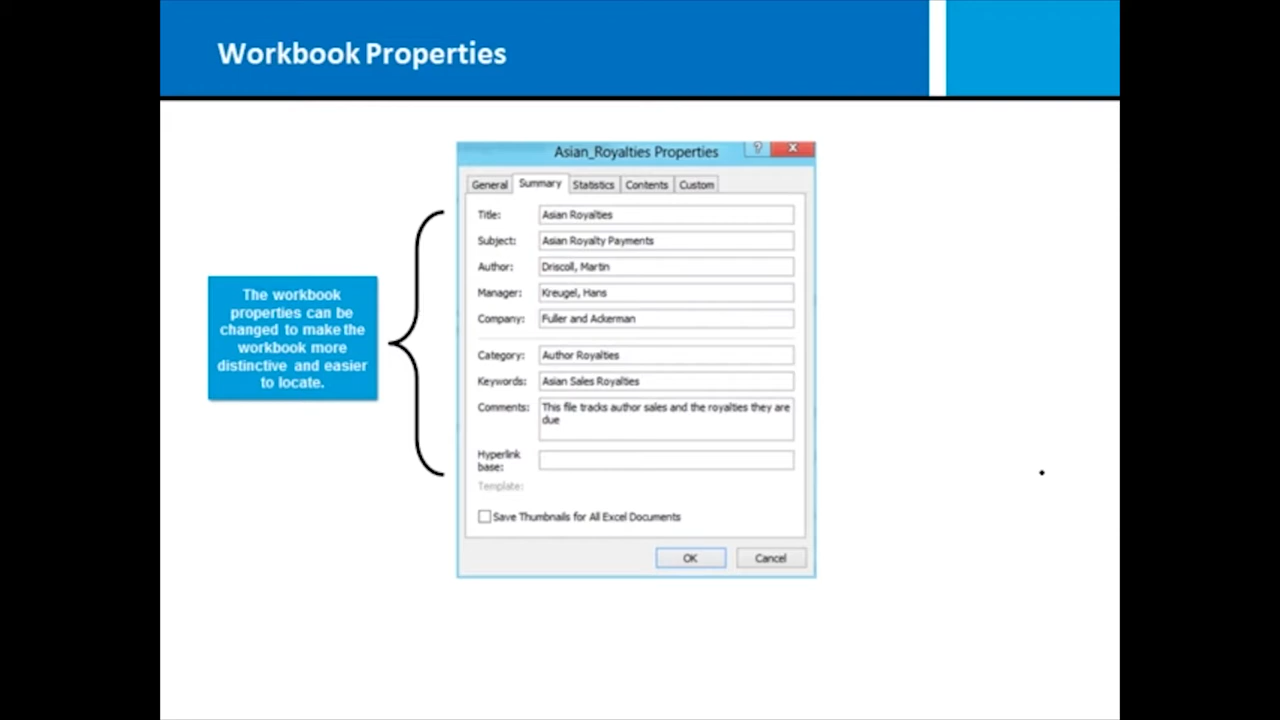 Workbook Properties
Asian_Royalties Properties
?
X
General
Summary
Statistics
Contents
Custom
Title:
Asian Royalties
Subject:
Asian Royalty Payments
Author:
Driscoll, Martin
Manager:
Kreugel, Hans
Company:
Fuller and Ackerman
Category:
Author Royalties
Keywords:
Asian Sales Royalties
Comments:
This file tracks author sales and the royalties they are
due
Hyperlink
base:
Template:
Save Thumbnails for All Excel Documents
OK
Cancel
The workbook
properties can be
changed to make the
workbook more
distinctive and easier
to locate.